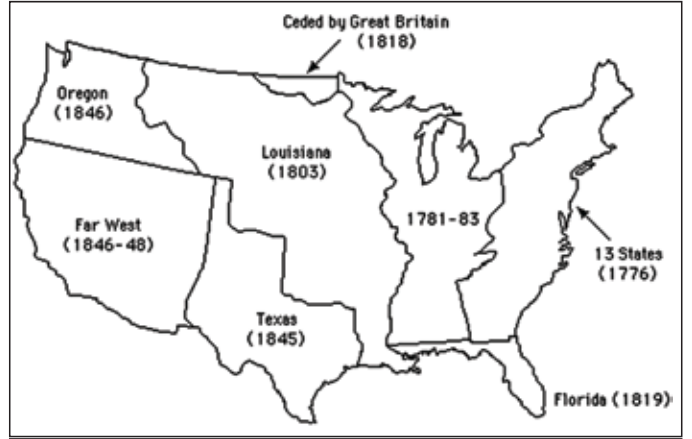 Ceded by Great Britain
(1818)
Oregon
(1846)
Louisiana
(1803)
Far West
(1846-48)
1781-83
13 States
(1776)
Texas
(1845)
Florida (1819)